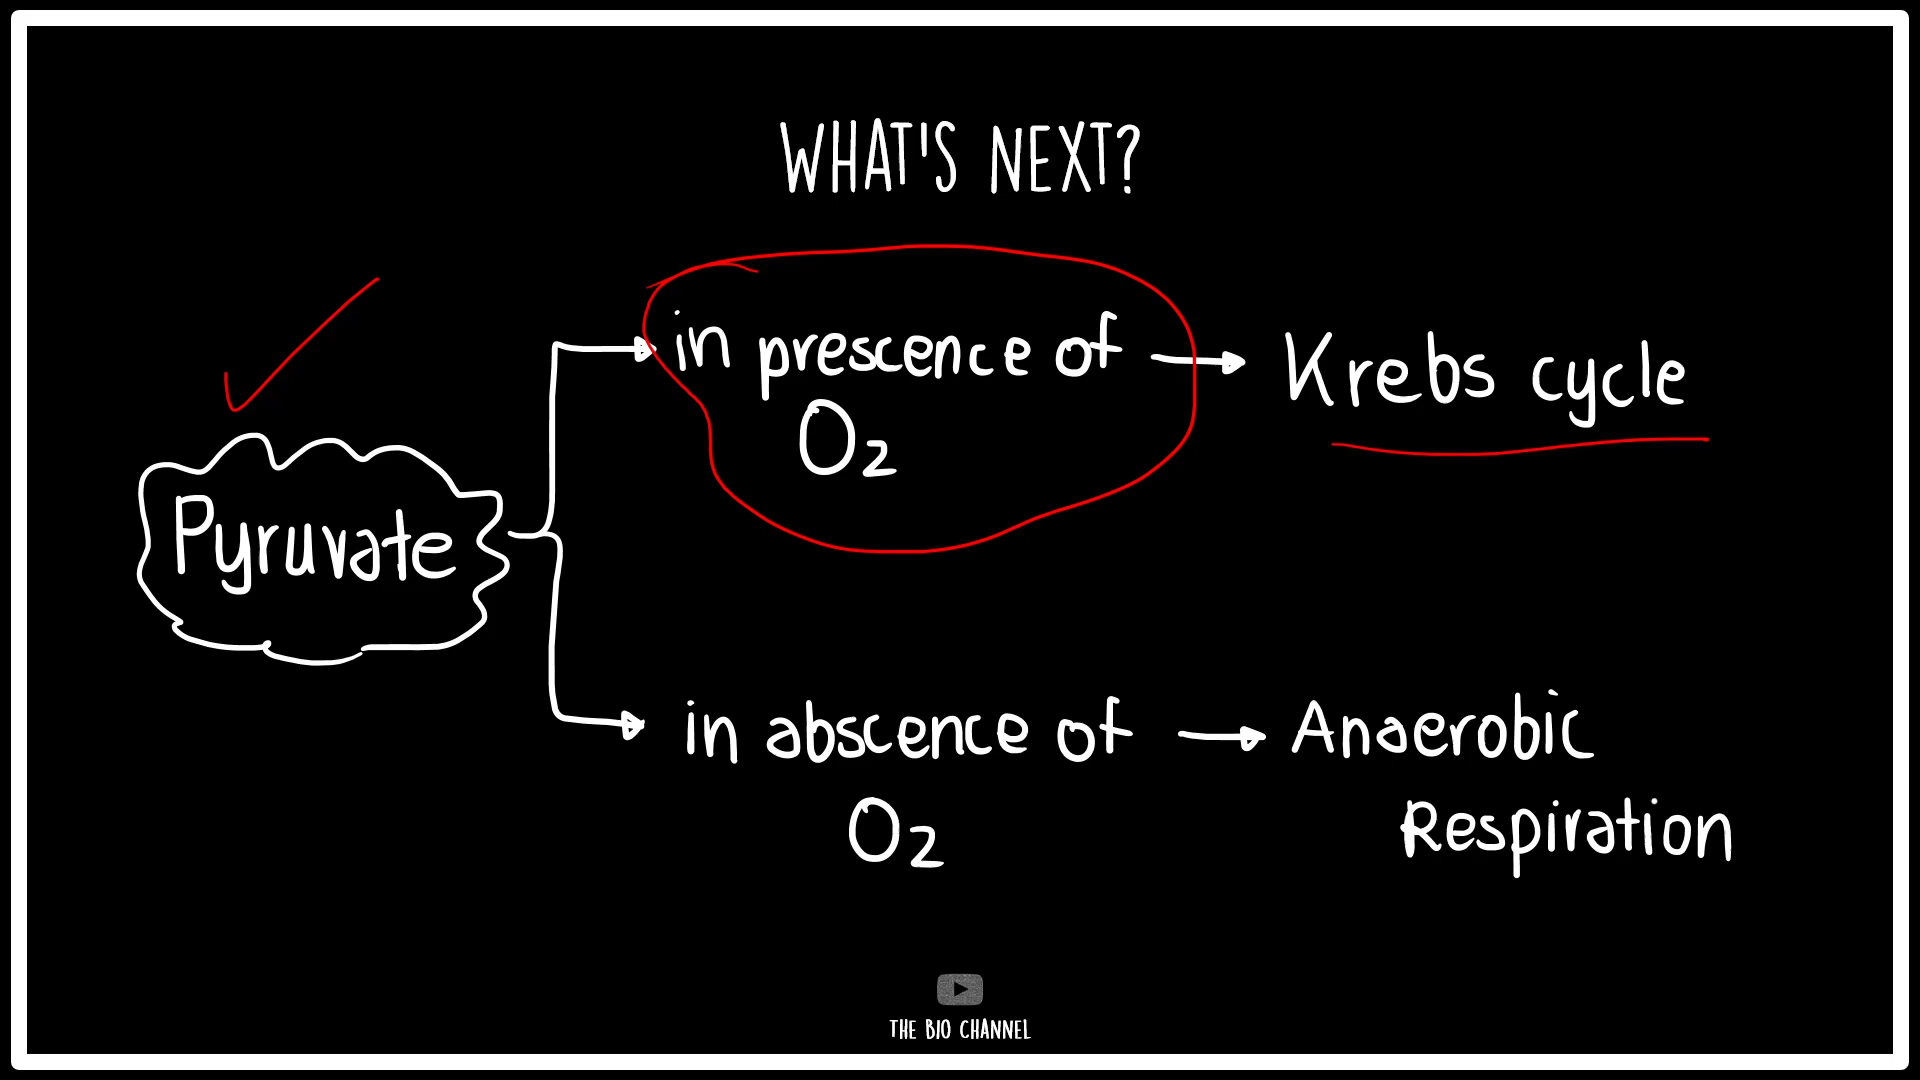 WHAT'S NEXT?
in prescence of
O₂
Krebs cycle
Pyruvate
in abscence of
O₂
Anaerobic
Respiration
THE BIO CHANNEL